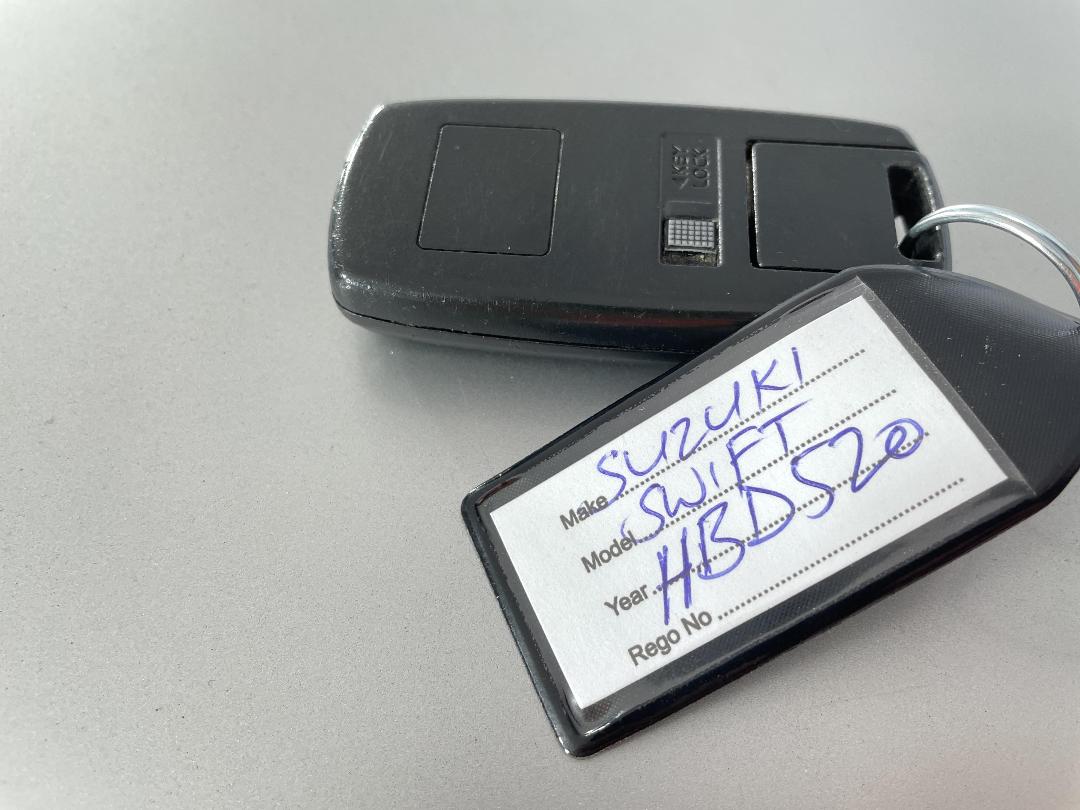 ◄KEY
LOCK
Make SUZUKI
Model SWIFT
Year HBD520
Rego No